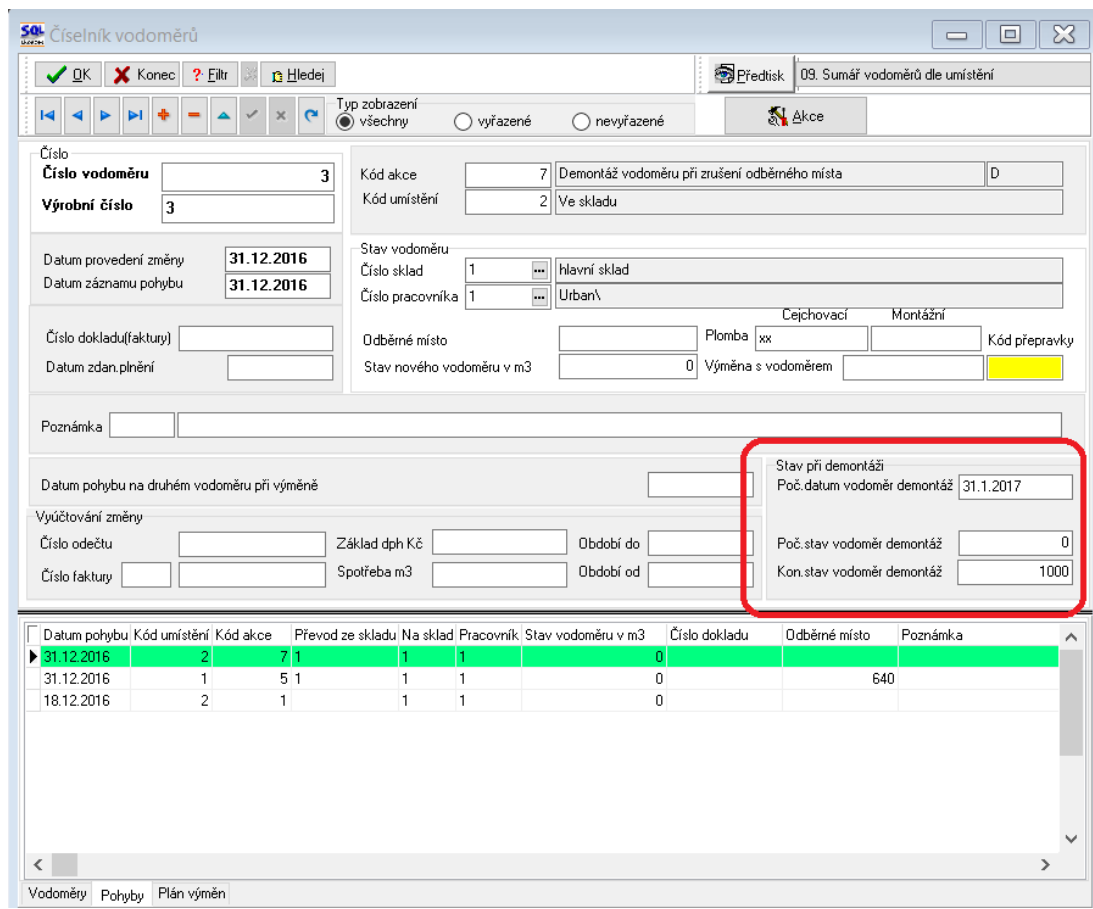 SQL Číselník vodoměrů
OK Konec ?· Filtr Hledej Předtisk 09. Sumář vodoměrů dle umístění
Typ zobrazení
všechny vyřazené nevyřazené Akce
Číslo
Číslo vodoměru 3 Kód akce 7 Demontáž vodoměru při zrušení odběrného místa D
Výrobní číslo 3 Kód umístění 2 Ve skladu
Stav vodoměru
Datum provedení změny 31.12.2016 Číslo sklad 1 ... hlavní sklad
Datum záznamu pohybu 31.12.2016 Číslo pracovníka 1 ... Urban\
Cejchovací Montážní
Číslo dokladu(faktury) Odběrné místo Plomba xx Kód přepravky
Datum zdan.plnění Stav nového vodoměru v m3 0 Výměna s vodoměrem
Poznámka
Stav při demontáži
Datum pohybu na druhém vodoměru při výměně Poč.datum vodoměr demontáž 31.1.2017
Vyúčtování změny
Číslo odečtu Základ dph Kč Období do Poč.stav vodoměr demontáž 0
Číslo faktury Spotřeba m3 Období od Kon.stav vodoměr demontáž 1000
Datum pohybu Kód umístění Kód akce Převod ze skladu Na sklad Pracovník Stav vodoměru v m3 Číslo dokladu Odběrné místo Poznámka
31.12.2016 2 7 1 1 1 0
31.12.2016 1 5 1 1 1 0 640
18.12.2016 2 1 1 1 0
Vodoměry Pohyby Plán výměn